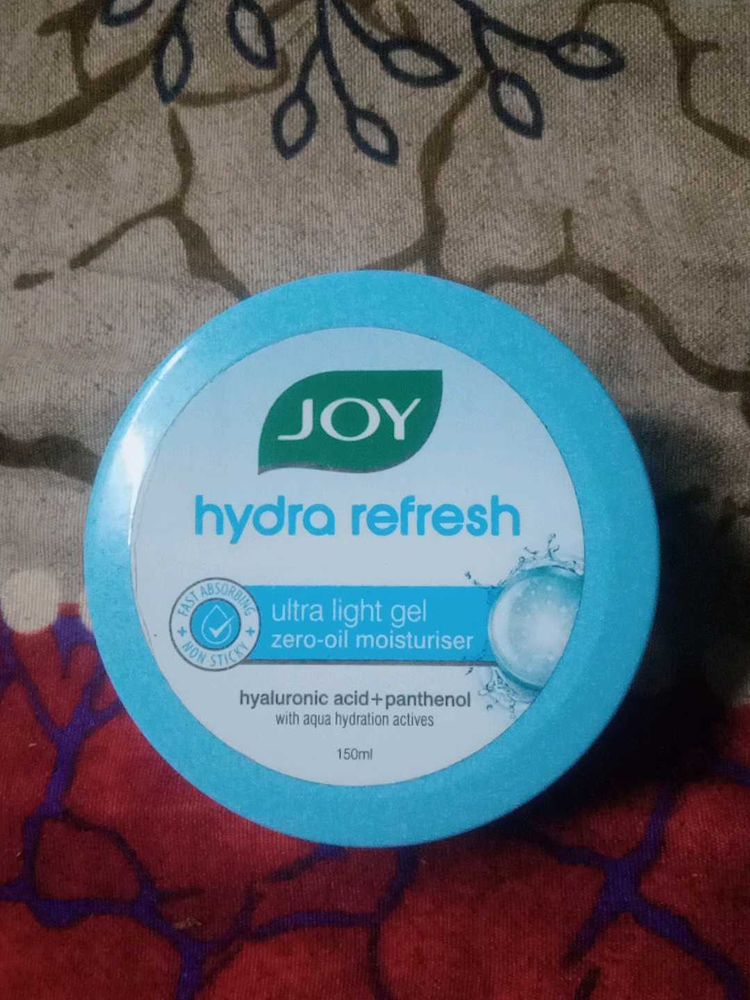 JOY
hydra refresh
FAST ABSORBING
NON STICKY
ultra light gel
zero-oil moisturiser
hyaluronic acid+panthenol
with aqua hydration actives
150ml